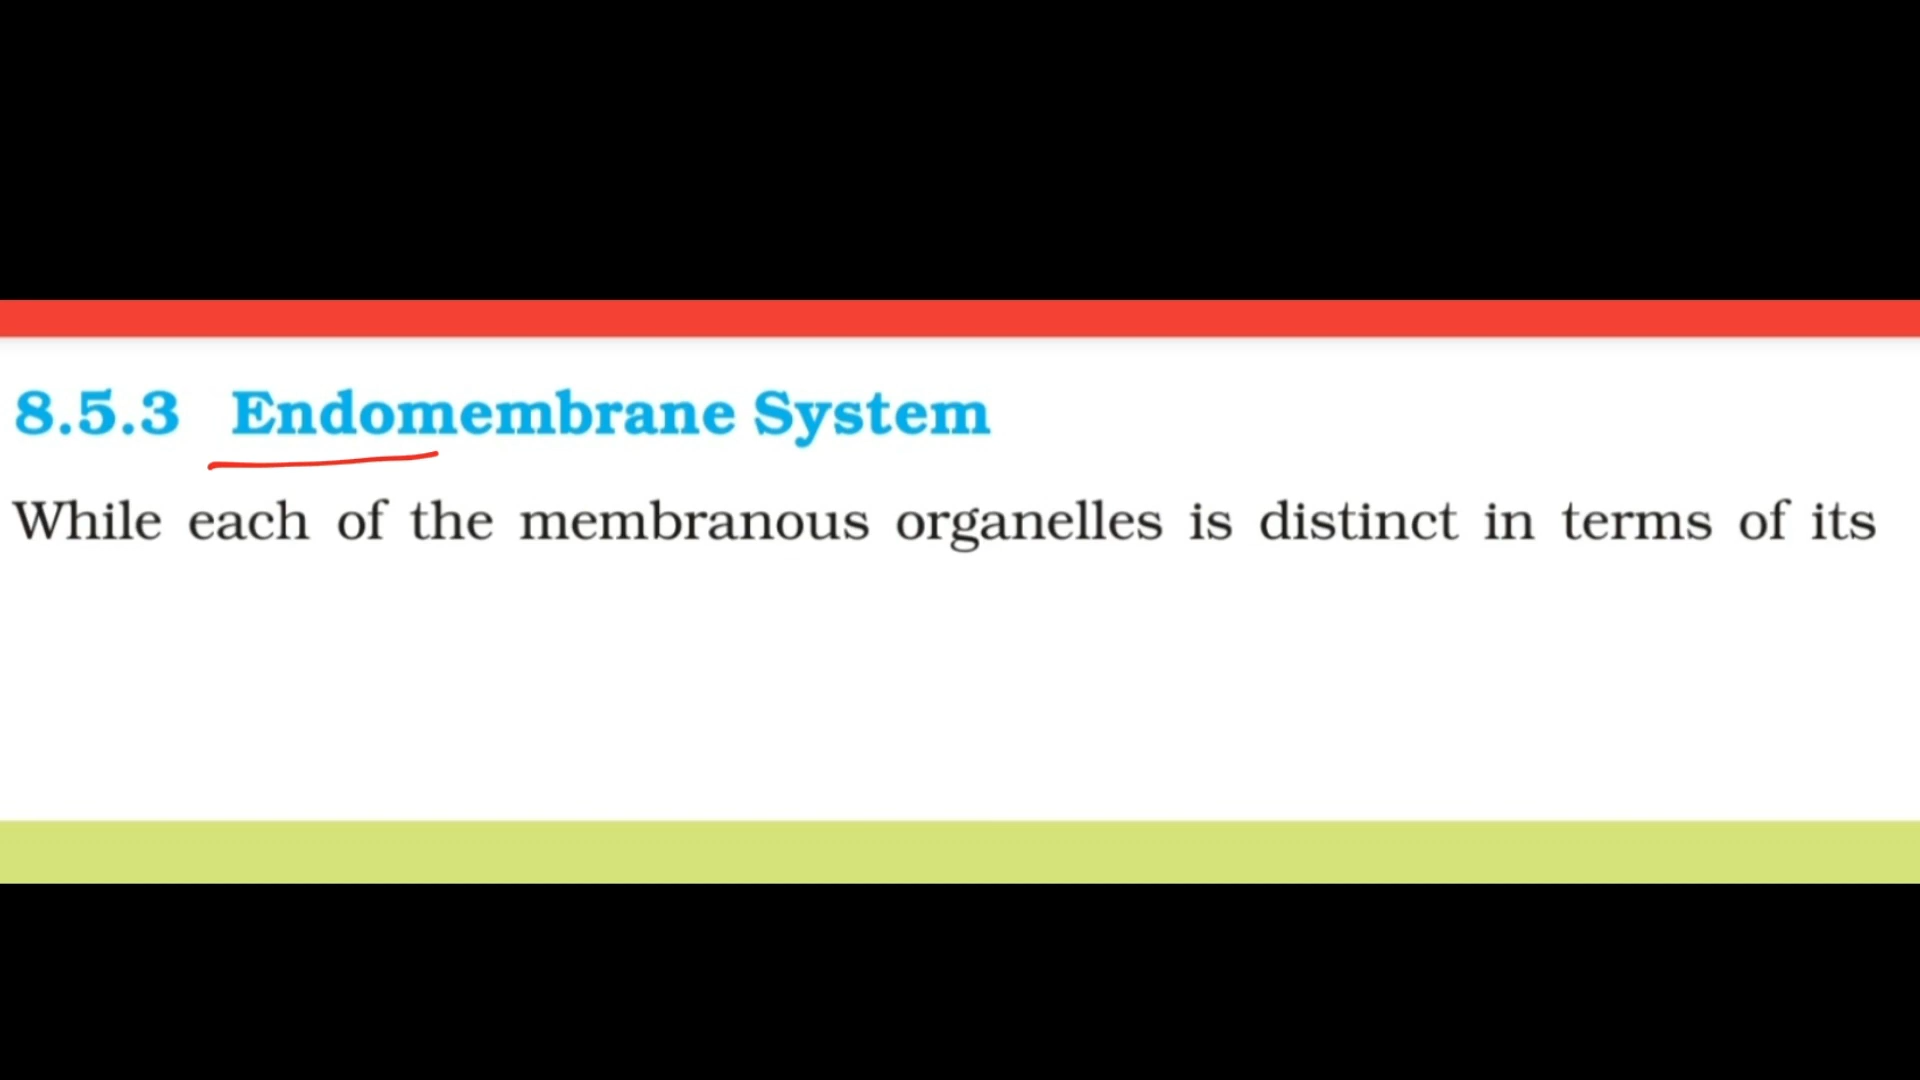 8.5.3 Endomembrane System
While each of the membranous organelles is distinct in terms of its